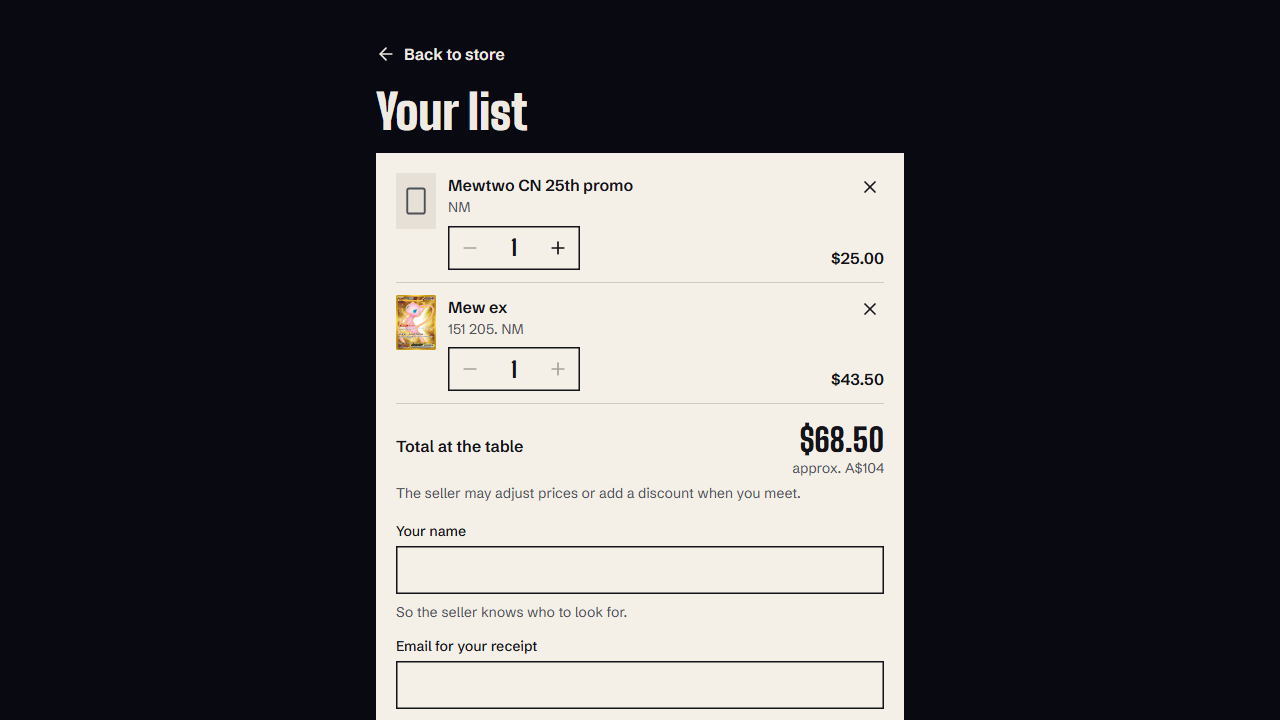 Back to store
Your list
Mewtwo CN 25th promo
NM
1
$25.00
Mew ex
151 205. NM
1
$43.50
Total at the table
$68.50
approx. A$104
The seller may adjust prices or add a discount when you meet.
Your name
So the seller knows who to look for.
Email for your receipt